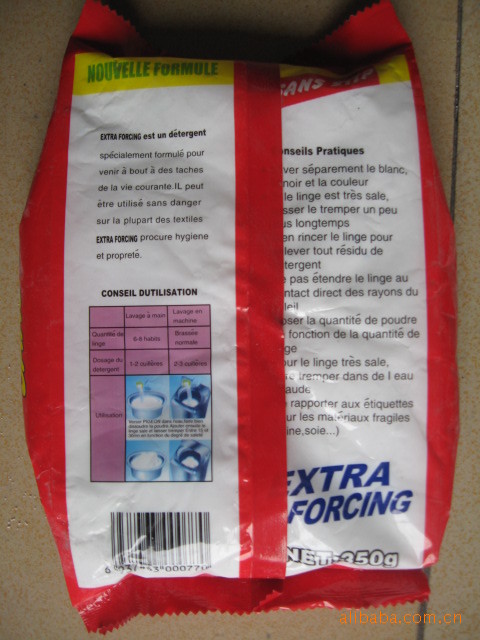 NOUVELLE FORMULE
SANS
EXTRA FORCING est un détergent
spécialement formulé pour
venir à bout à des taches
de la vie courante.IL peut
être utilisé sans danger
sur la plupart des textiles
EXTRA FORCING procure hygiene
et propreté.
CONSEIL DUTILISATION
Lavage à main
Lavage en
machine
Quantité de
linge
6-8 habits
Brassée
normale
Dosage du
détergent
1-2 cuillères
2-3 cuillères
Utilisation
onseils Pratiques
ver séparement le blanc,
noir et la couleur
le linge est très sale,
sser le tremper un peu
us longtemps
en rincer le linge pour
lever tout résidu de
tergent
pas étendre le linge au
ntact direct des rayons du
leil
oser la quantité de poudre
fonction de la quantité de
ge
ur le linge très sale,
tremper dans de l eau
aude
rapporter aux étiquettes
ur les matériaux fragiles
ine,soie...)
EXTRA
FORCING
NET:350g
alibaba.com.cn